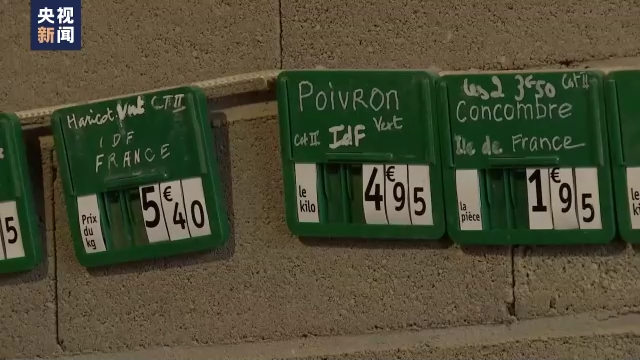 央视
新闻
Haricot Vert CAT II
IDF
FRANCE
Prix
du
kg
5€40
Poivron
Vert
Cat II IdF
le
kilo
4€95
Les 2 3€50 Cat II
Concombre
Ile de France
la
pièce
1€95
5
le